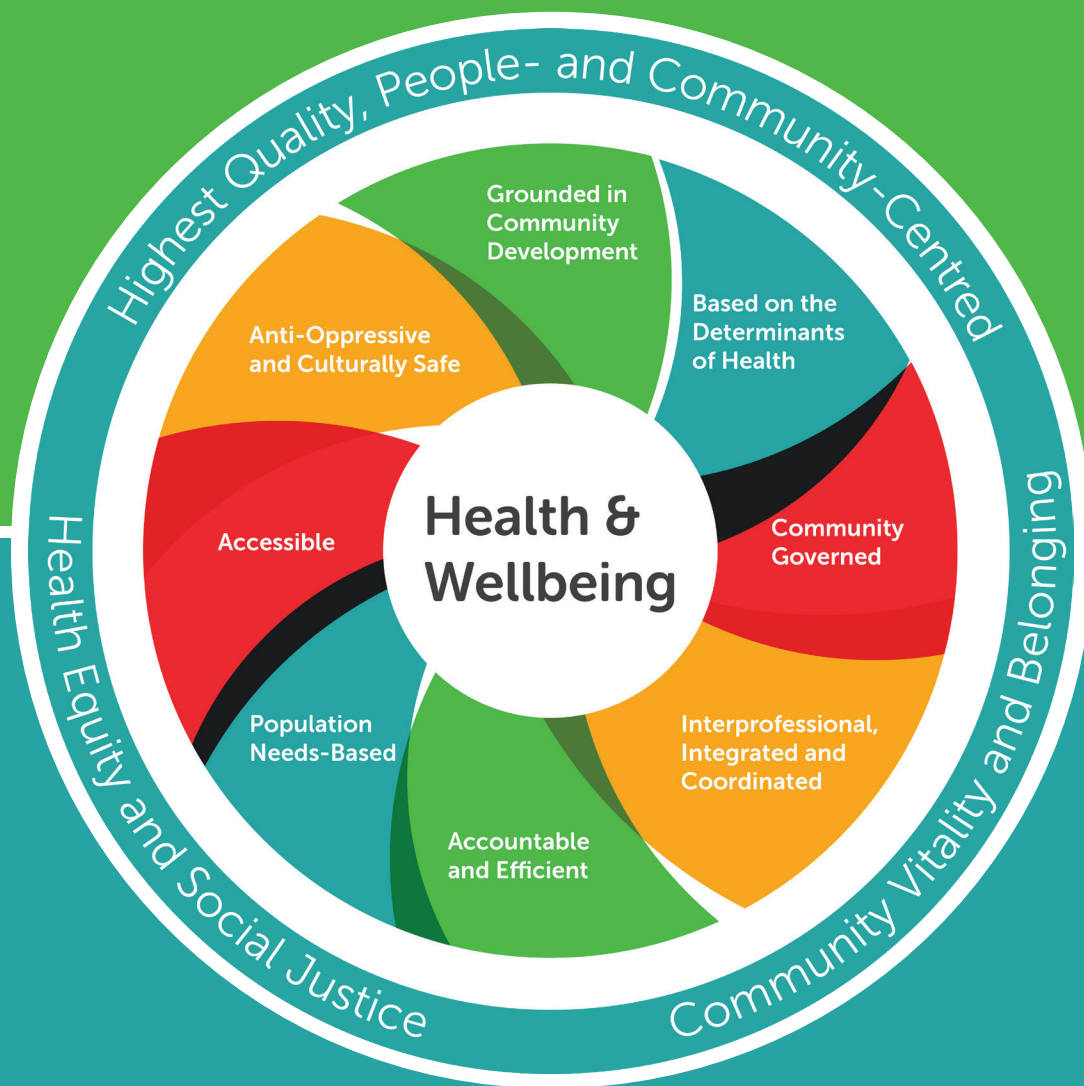 Highest Quality, People- and Community-Centred
Grounded in
Community
Development
Based on the
Determinants
of Health
Anti-Oppressive
and Culturally Safe
Health &
Wellbeing
Accessible
Community
Governed
Population
Needs-Based
Interprofessional,
Integrated and
Coordinated
Accountable
and Efficient
Health Equity and Social Justice
Community Vitality and Belonging